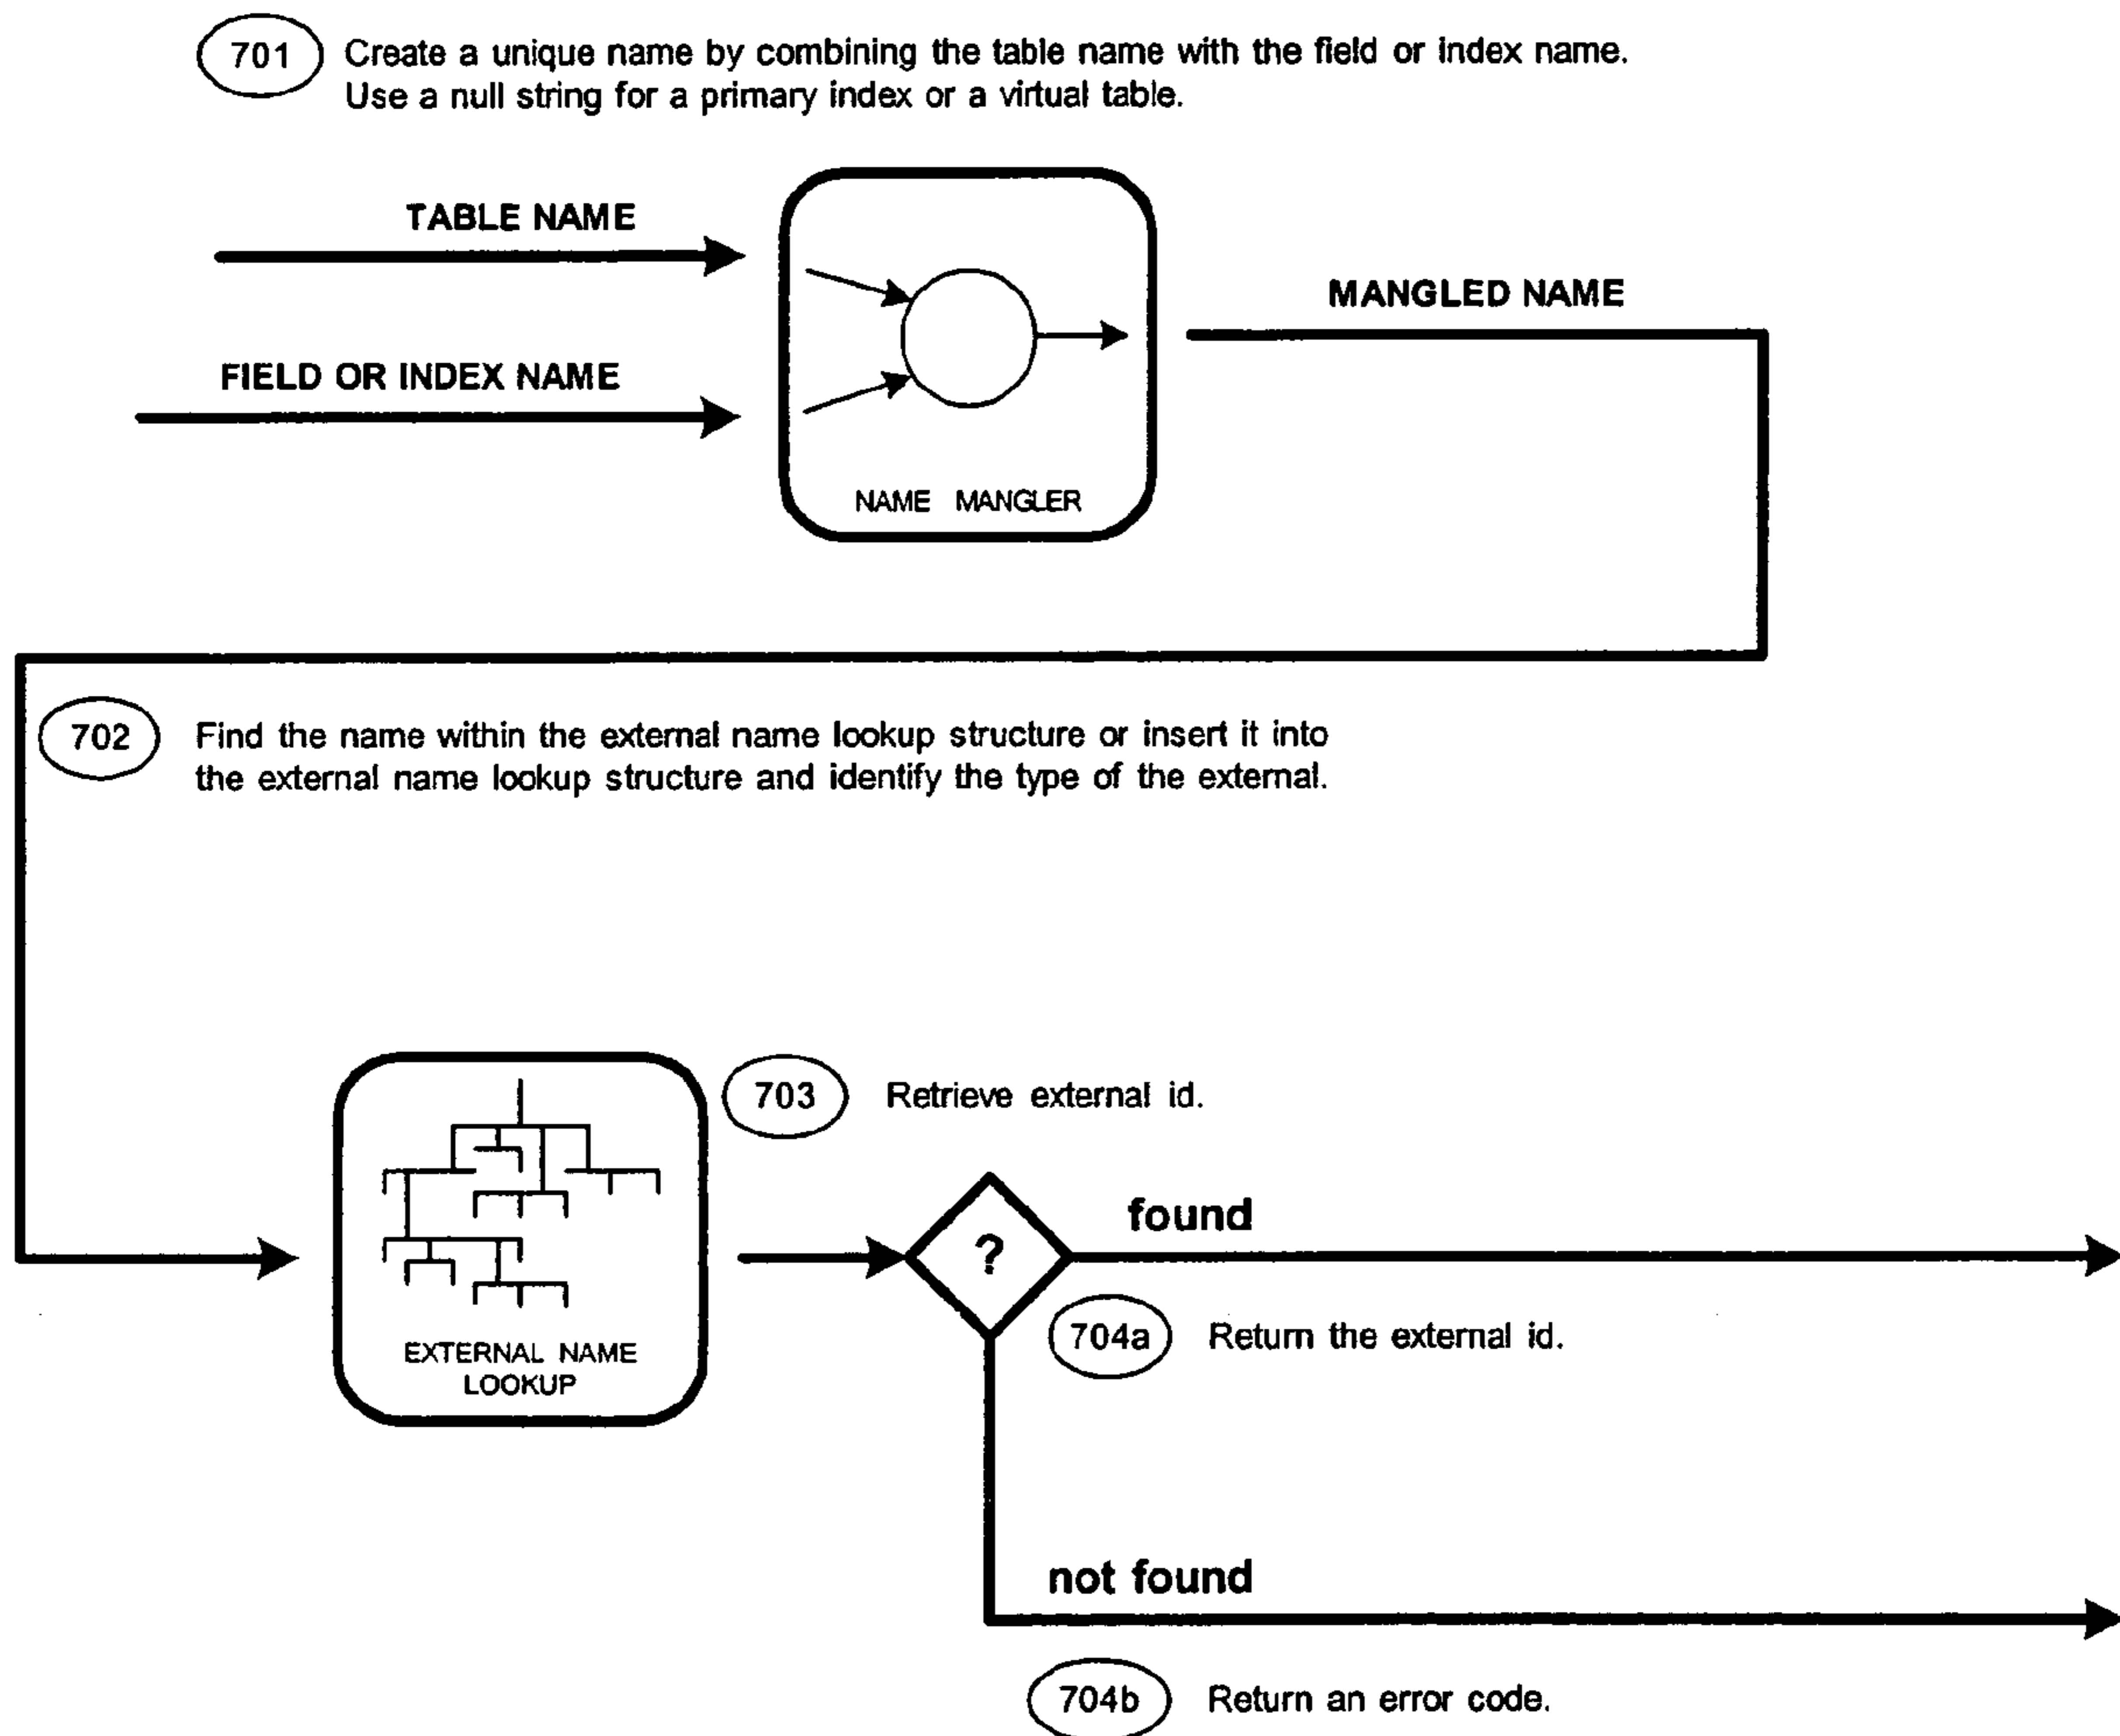 701 Create a unique name by combining the table name with the field or index name.
Use a null string for a primary index or a virtual table.
TABLE NAME
MANGLED NAME
FIELD OR INDEX NAME
NAME MANGLER
702 Find the name within the external name lookup structure or insert it into
the external name lookup structure and identify the type of the external.
703 Retrieve external id.
found
?
704a Return the external id.
EXTERNAL NAME
LOOKUP
not found
704b Return an error code.